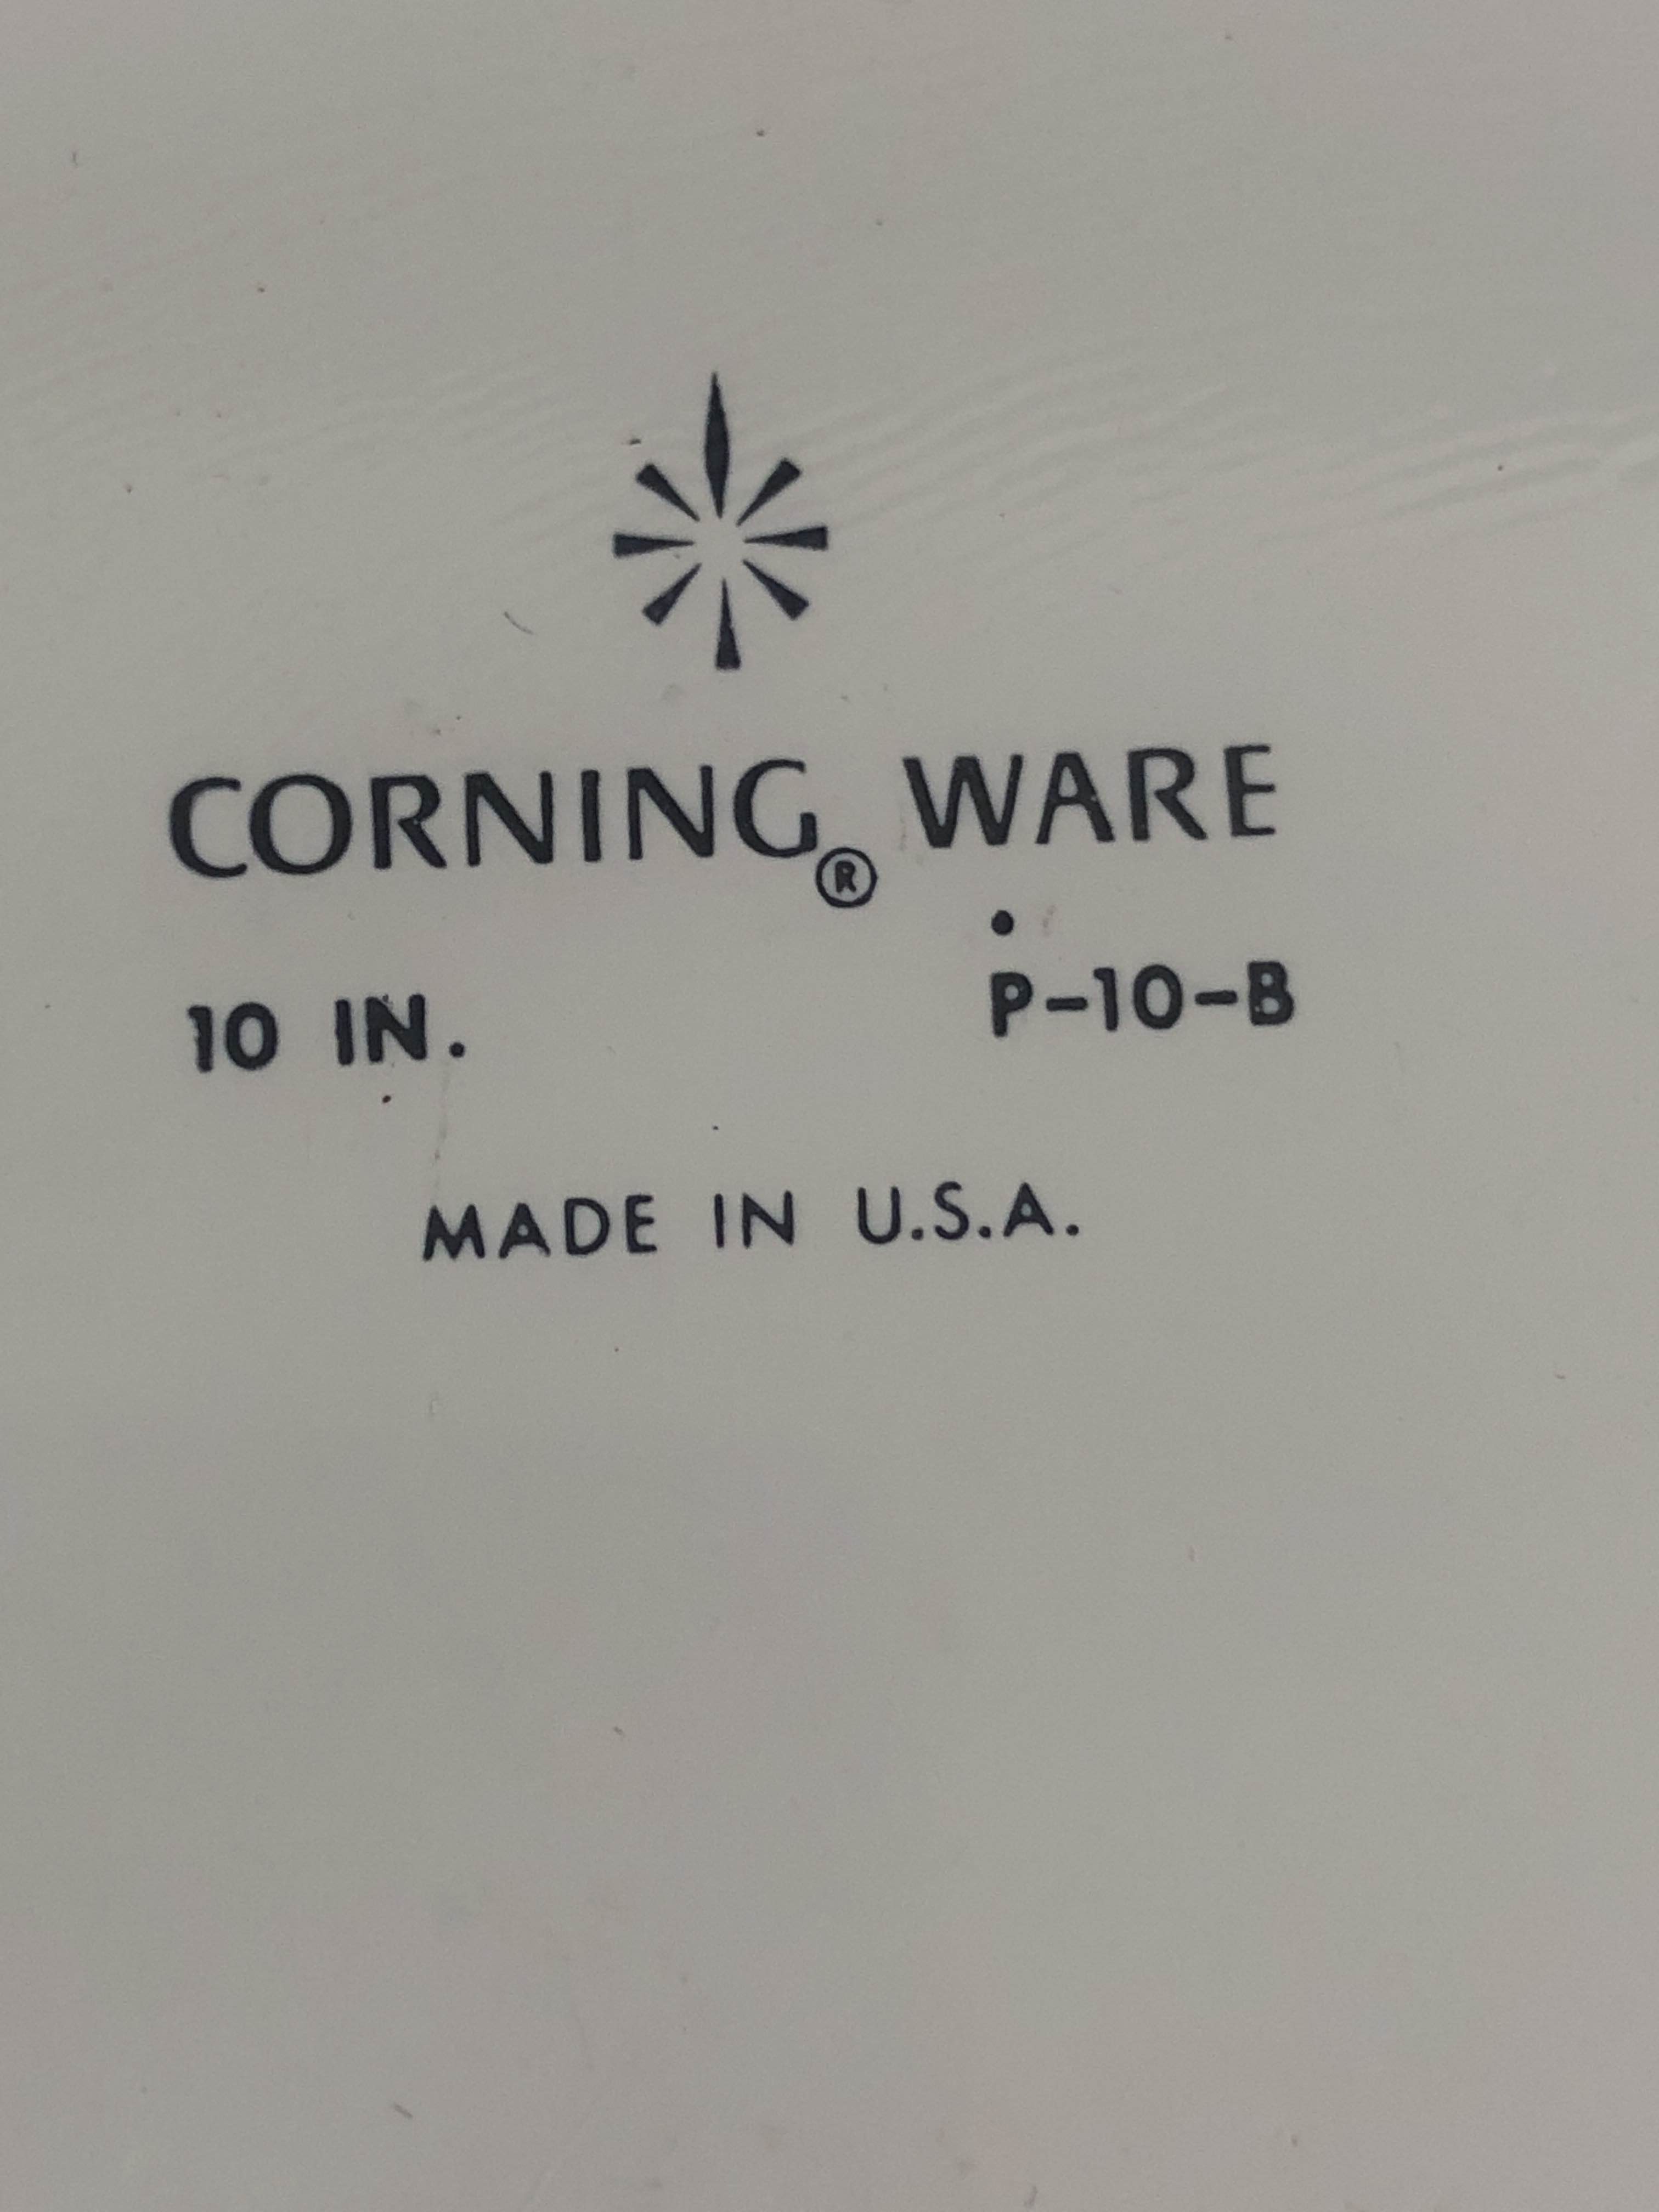 CORNING® WARE
10 IN. P-10-B
MADE IN U.S.A.